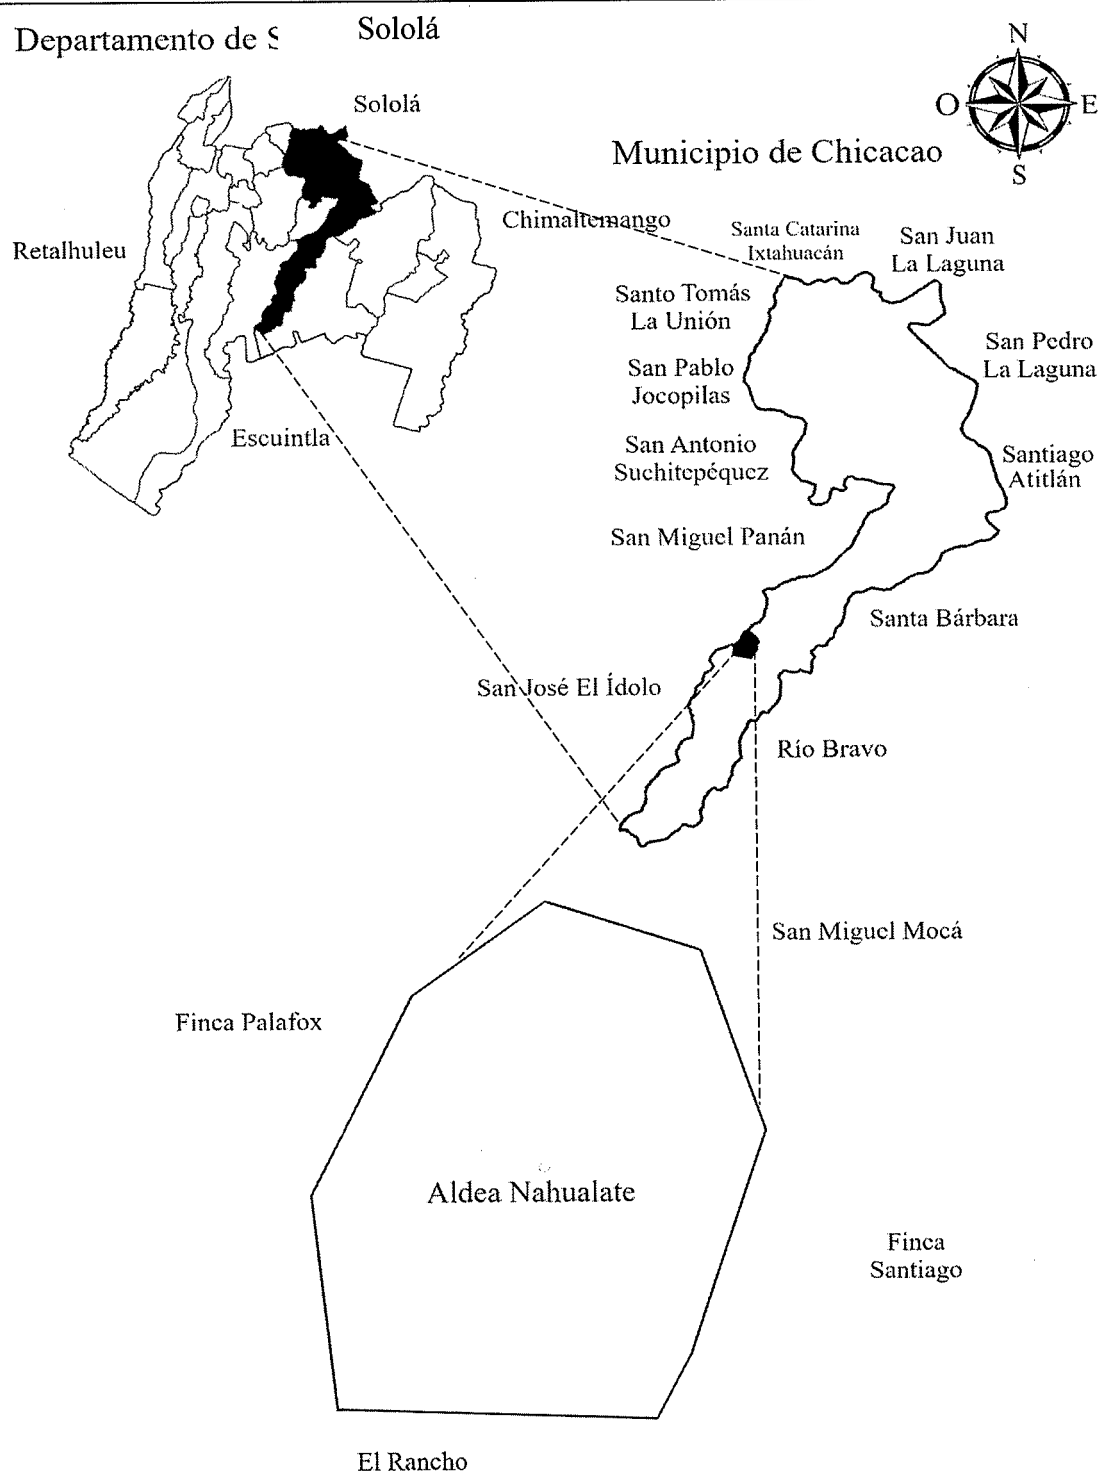 Departamento de S
Sololá
N
O
E
S
Sololá
Municipio de Chicacao
Chimaltemango
Retalhuleu
Santa Catarina
Ixtahuacán
San Juan
La Laguna
Santo Tomás
La Unión
San Pedro
La Laguna
San Pablo
Jocopilas
Escuintla
San Antonio
Suchitepéquez
Santiago
Atitlán
San Miguel Panán
Santa Bárbara
San José El Ídolo
Río Bravo
San Miguel Mocá
Finca Palafox
Aldea Nahualate
Finca
Santiago
El Rancho